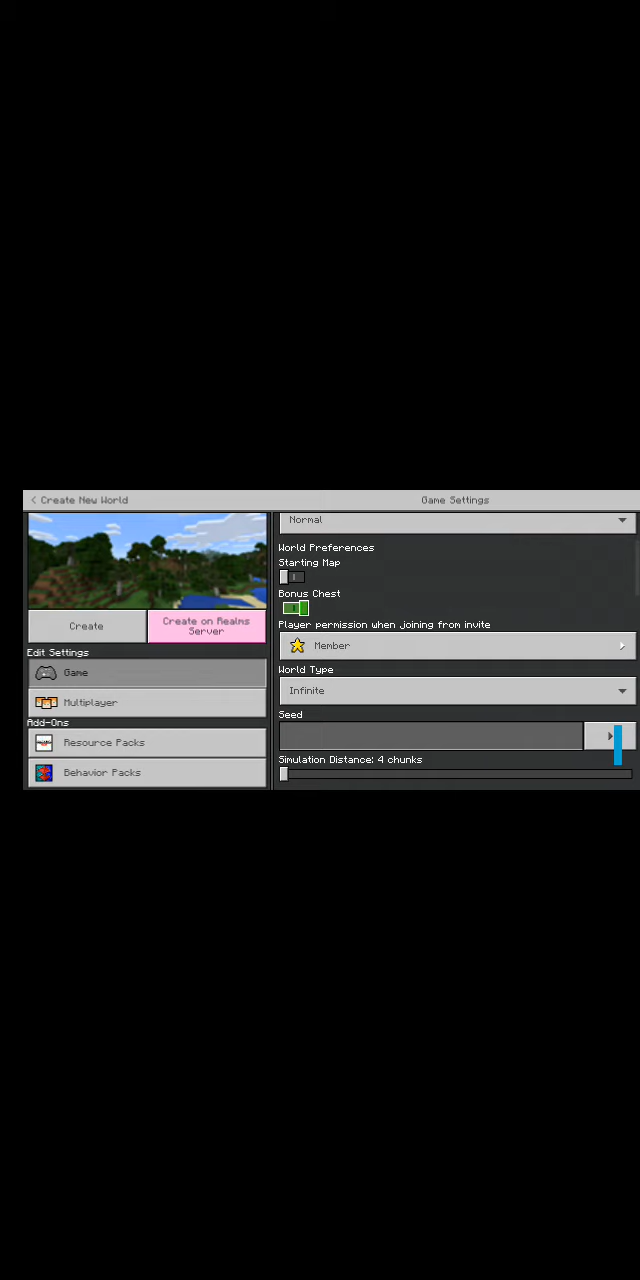 < Create New World
Game Settings
Create
Create on Realms
Server
Edit Settings
Game
Multiplayer
Add-Ons
Resource Packs
Behavior Packs
Normal
World Preferences
Starting Map
Bonus Chest
Player permission when joining from invite
Member
World Type
Infinite
Seed
Simulation Distance: 4 chunks